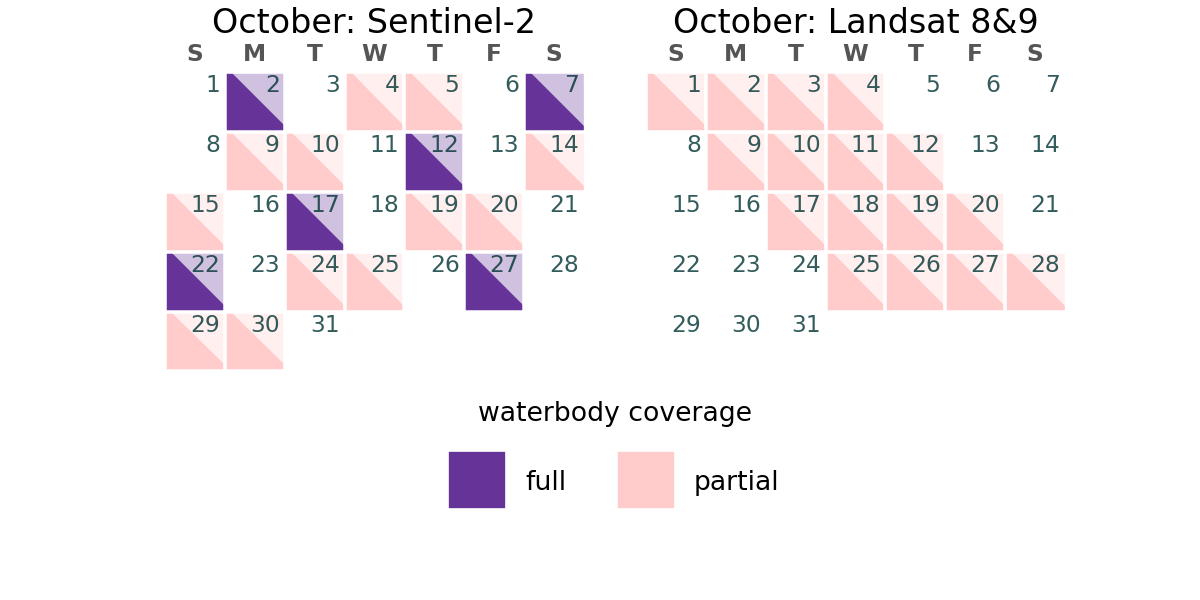 October: Sentinel-2
S M T W T F S
1 2 3 4 5 6 7
8 9 10 11 12 13 14
15 16 17 18 19 20 21
22 23 24 25 26 27 28
29 30 31
October: Landsat 8&9
S M T W T F S
1 2 3 4 5 6 7
8 9 10 11 12 13 14
15 16 17 18 19 20 21
22 23 24 25 26 27 28
29 30 31
waterbody coverage
full
partial